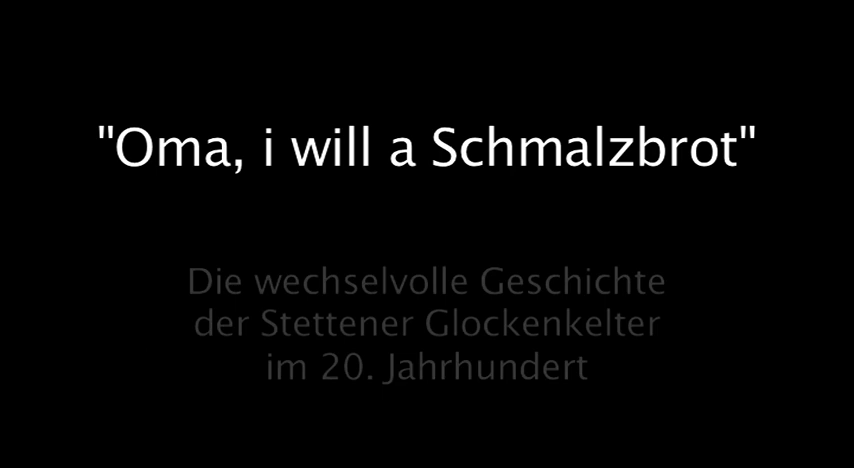 "Oma, i will a Schmalzbrot"
Die wechselvolle Geschichte
der Stettener Glockenkelter
im 20. Jahrhundert